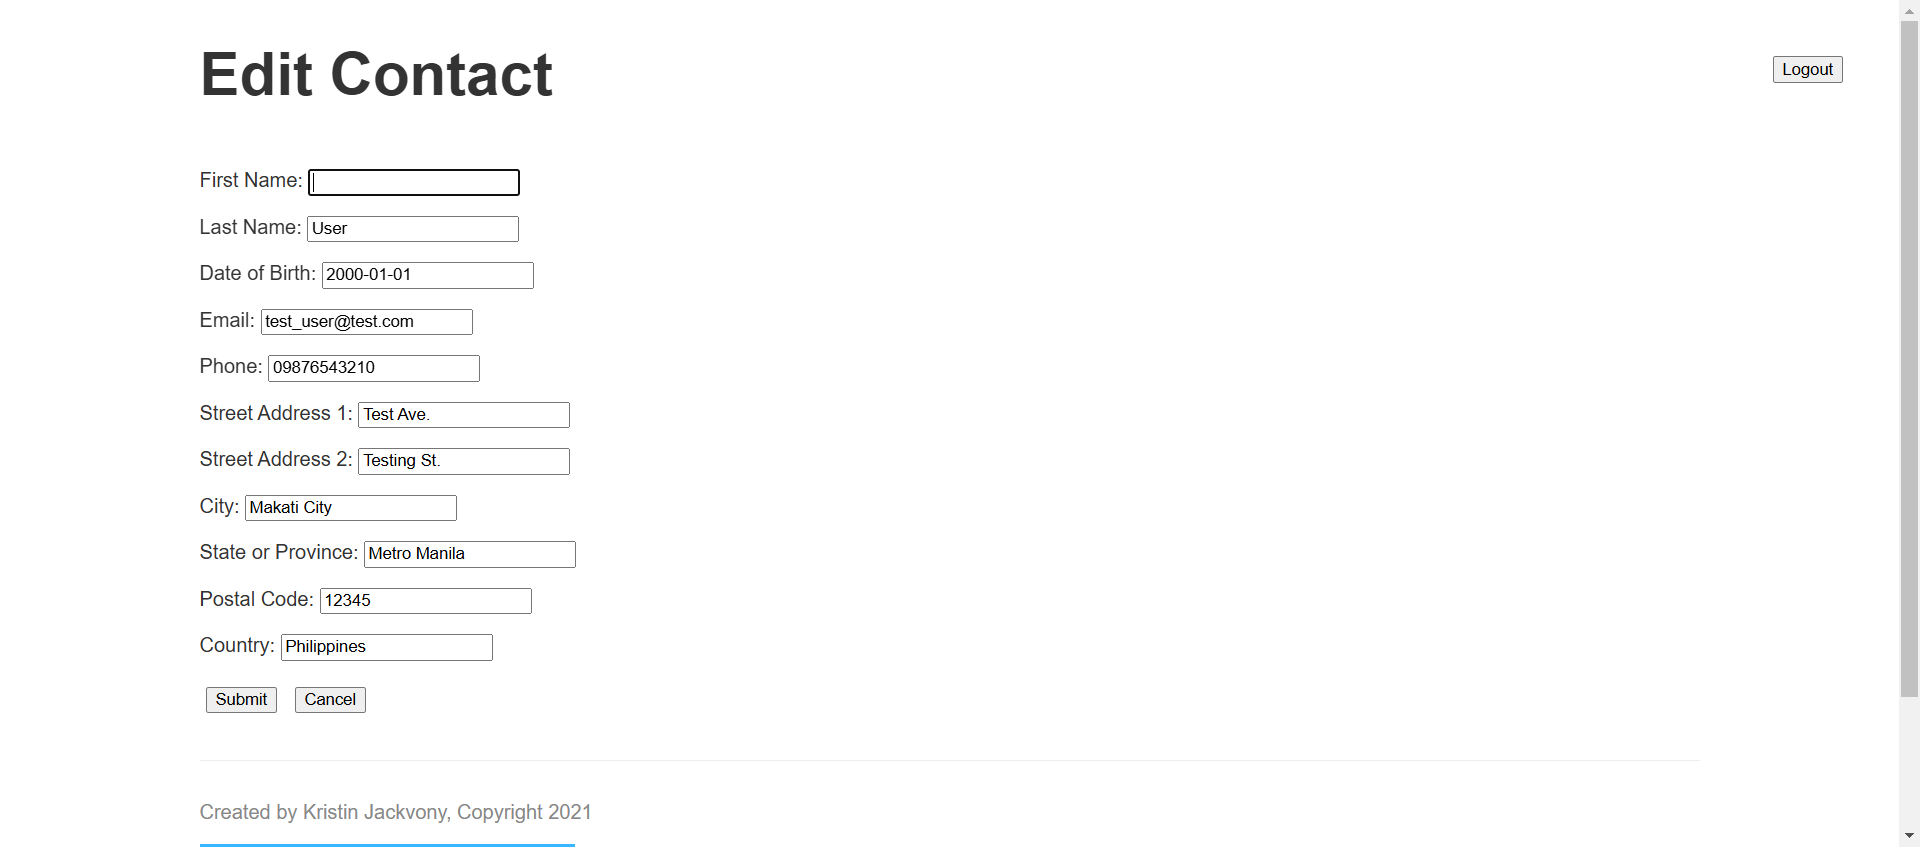 Edit Contact
Logout
First Name:
Last Name: User
Date of Birth: 2000-01-01
Email: test_user@test.com
Phone: 09876543210
Street Address 1: Test Ave.
Street Address 2: Testing St.
City: Makati City
State or Province: Metro Manila
Postal Code: 12345
Country: Philippines
Submit Cancel
Created by Kristin Jackvony, Copyright 2021